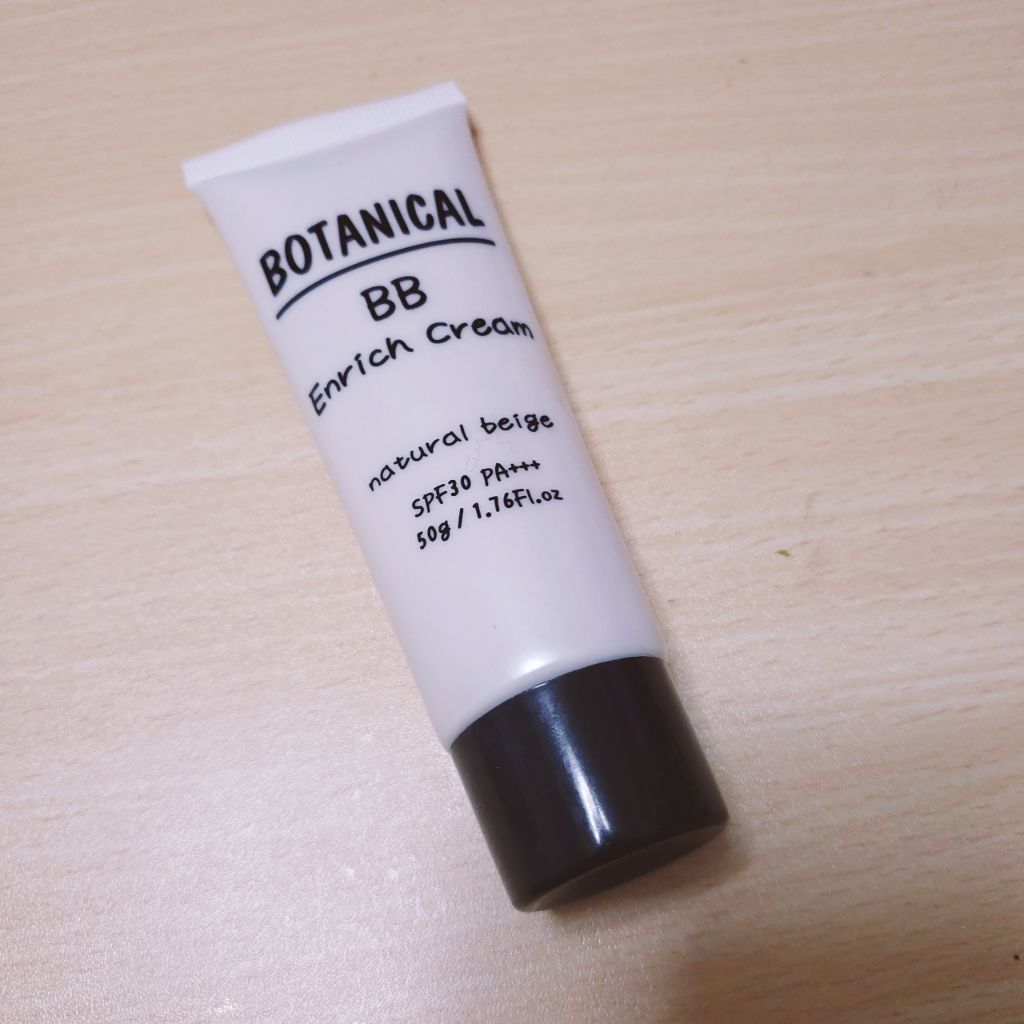 BOTANICAL
BB
Enrich Cream
natural beige
SPF30 PA+++
50g / 1.76Fl.oz